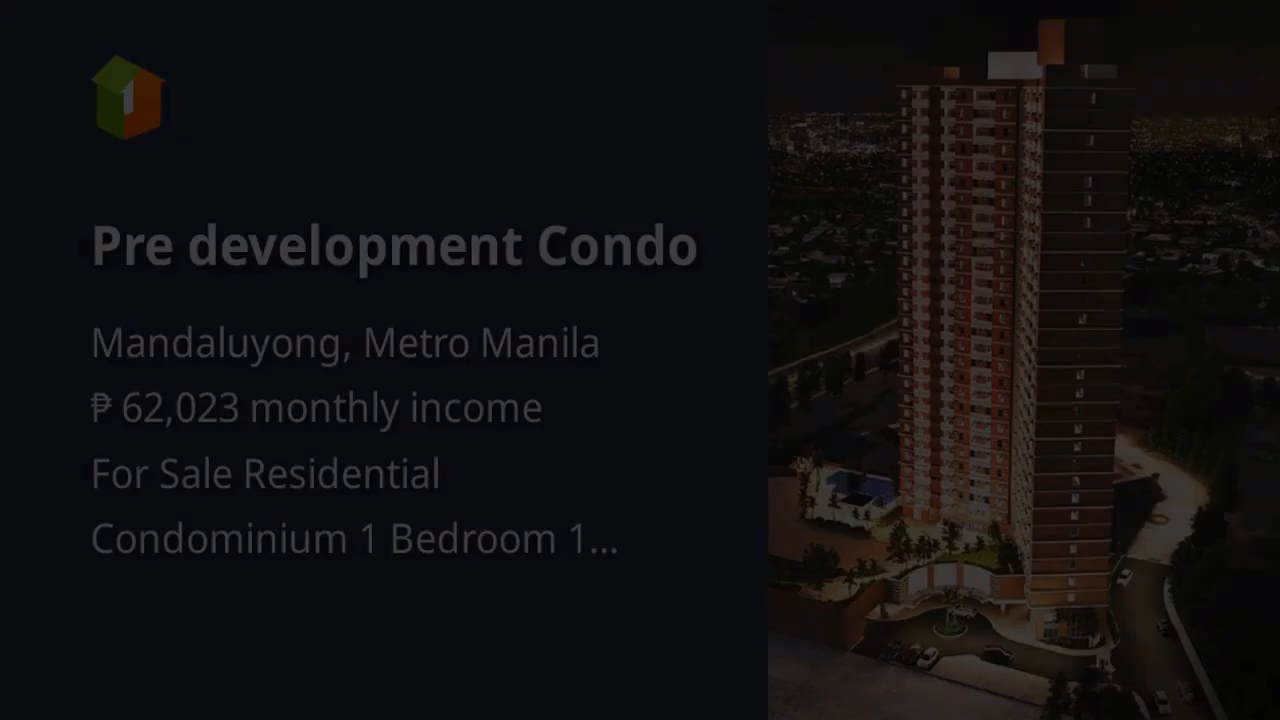 Pre development Condo
Mandaluyong, Metro Manila
₱ 62,023 monthly income
For Sale Residential
Condominium 1 Bedroom 1...